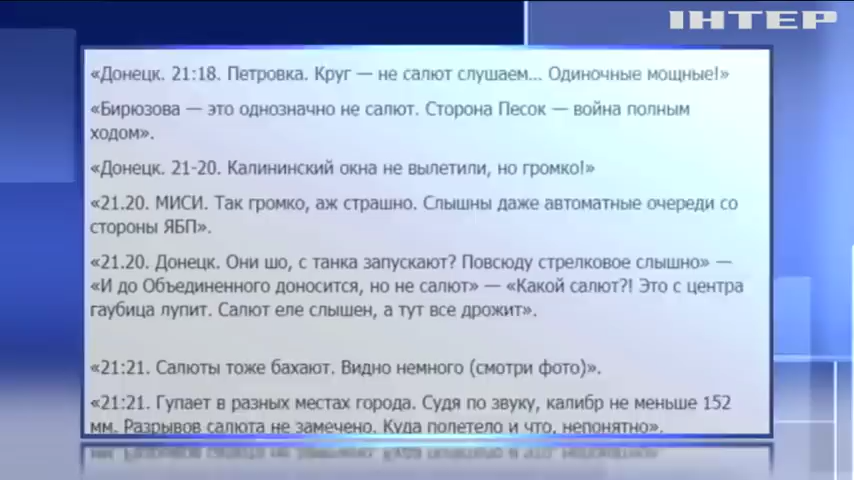 ІНТЕР
«Донецк. 21:18. Петровка. Круг — не салют слушаем... Одиночные мощные!»
«Бирюзова — это однозначно не салют. Сторона Песок — война полным
ходом».
«Донецк. 21-20. Калининский окна не вылетили, но громко!»
«21.20. МИСИ. Так громко, аж страшно. Слышны даже автоматные очереди со
стороны ЯБП».
«21.20. Донецк. Они шо, с танка запускают? Повсюду стрелковое слышно» —
«И до Объединенного доносится, но не салют» — «Какой салют?! Это с центра
гаубица лупит. Салют еле слышен, а тут все дрожит».
«21:21. Салюты тоже бахают. Видно немного (смотри фото)».
«21:21. Гупает в разных местах города. Судя по звуку, калибр не меньше 152
мм. Разрывов салюта не замечено. Куда полетело и что, непонятно».